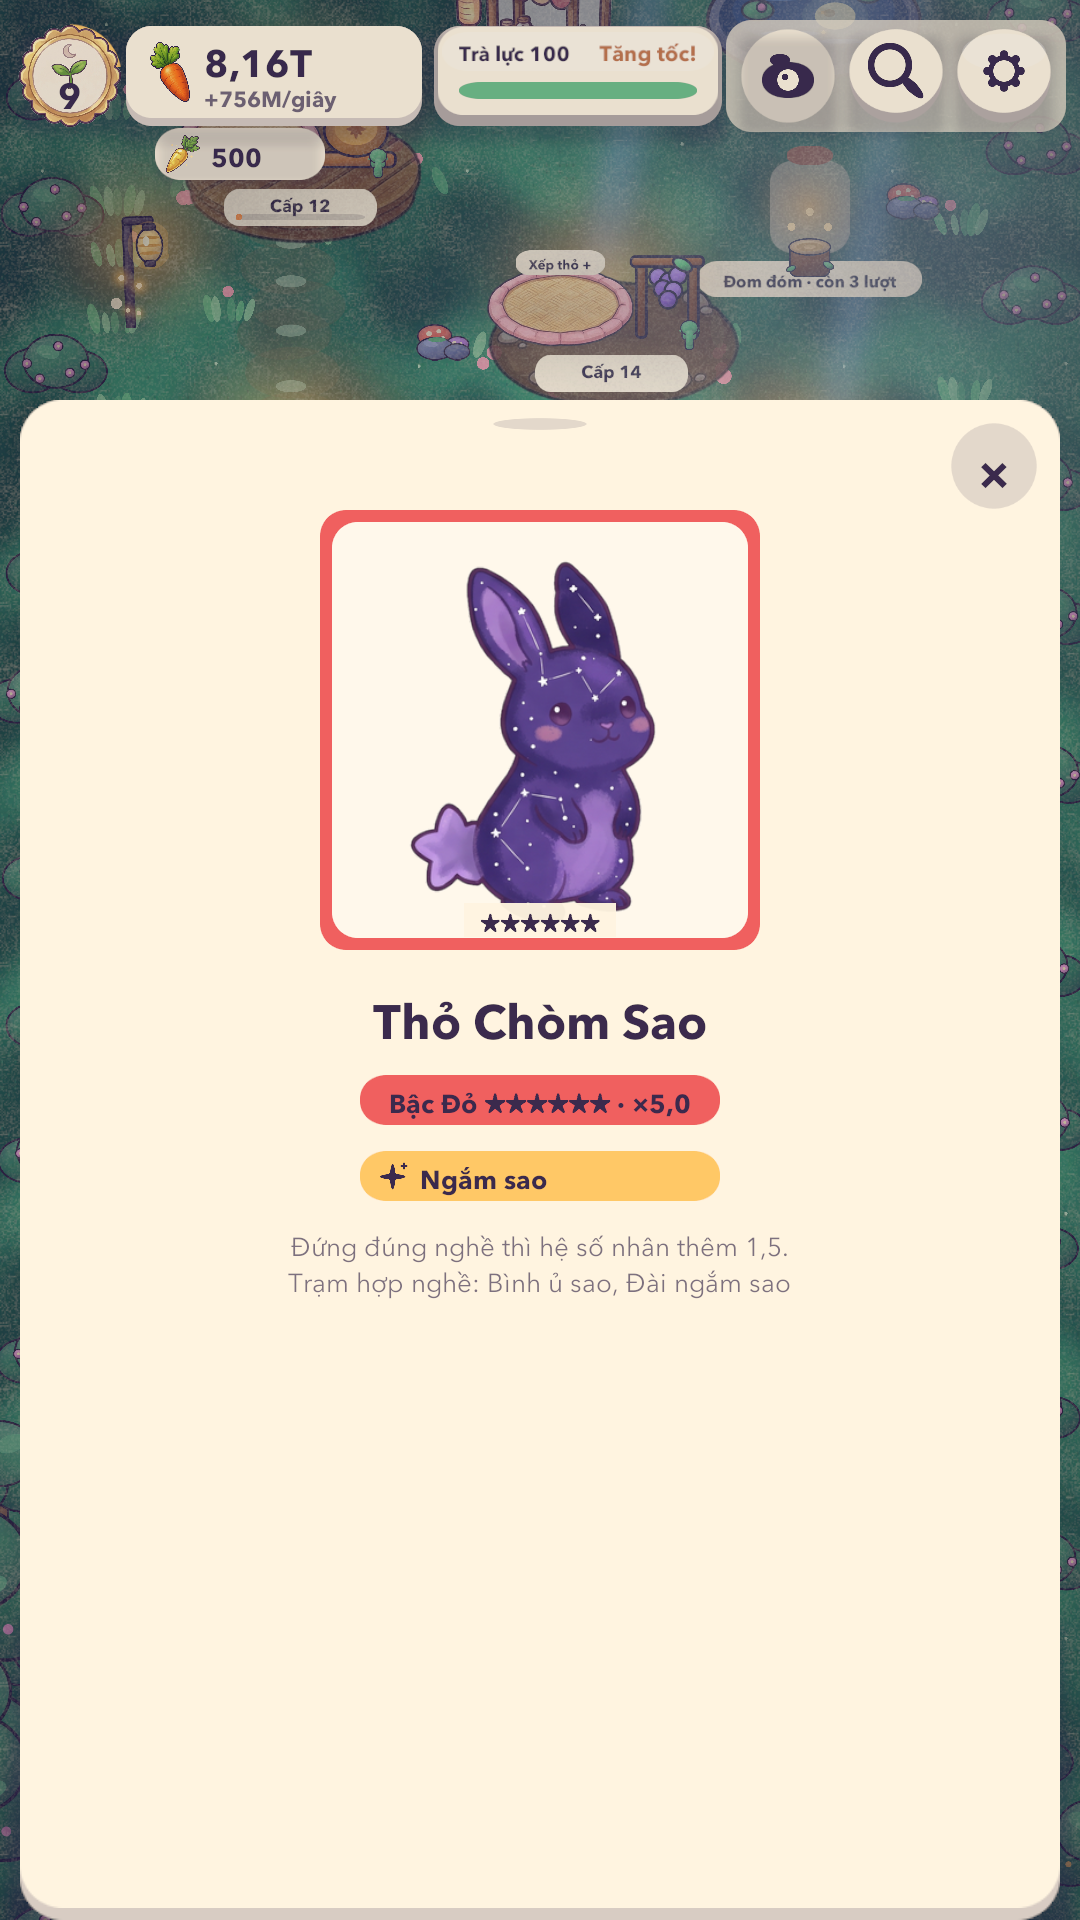 9
8,16T
+756M/giây
Trà lực 100 Tăng tốc!
500
Cấp 12
Xếp thỏ +
Đom đóm · còn 3 lượt
Cấp 14
×
★★★★★★
Thỏ Chòm Sao
Bậc Đỏ ★★★★★★ · ×5,0
Ngắm sao
Đứng đúng nghề thì hệ số nhân thêm 1,5.
Trạm hợp nghề: Bình ủ sao, Đài ngắm sao